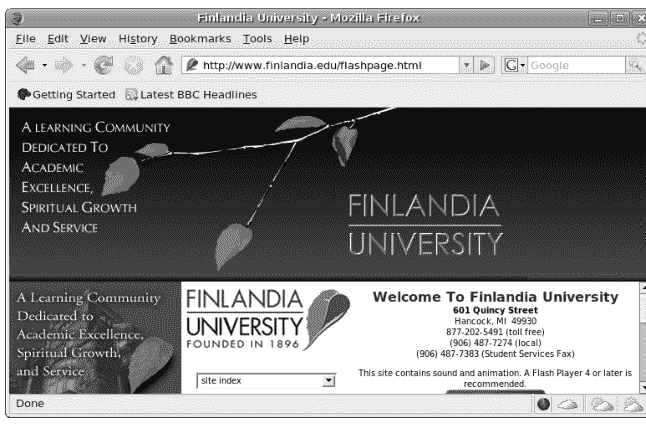 Finlandia University - Mozilla Firefox
File Edit View History Bookmarks Tools Help
http://www.finlandia.edu/flashpage.html
G Google
Getting Started Latest BBC Headlines
A LEARNING COMMUNITY
DEDICATED TO
ACADEMIC
EXCELLENCE,
SPIRITUAL GROWTH
AND SERVICE
FINLANDIA
UNIVERSITY
A Learning Community
Dedicated to
Academic Excellence,
Spiritual Growth,
and Service
FINLANDIA
UNIVERSITY
FOUNDED IN 1896
site index
Welcome To Finlandia University
601 Quincy Street
Hancock, MI 49930
877-202-5491 (toll free)
(906) 487-7274 (local)
(906) 487-7383 (Student Services Fax)
This site contains sound and animation. A Flash Player 4 or later is
recommended.
Done